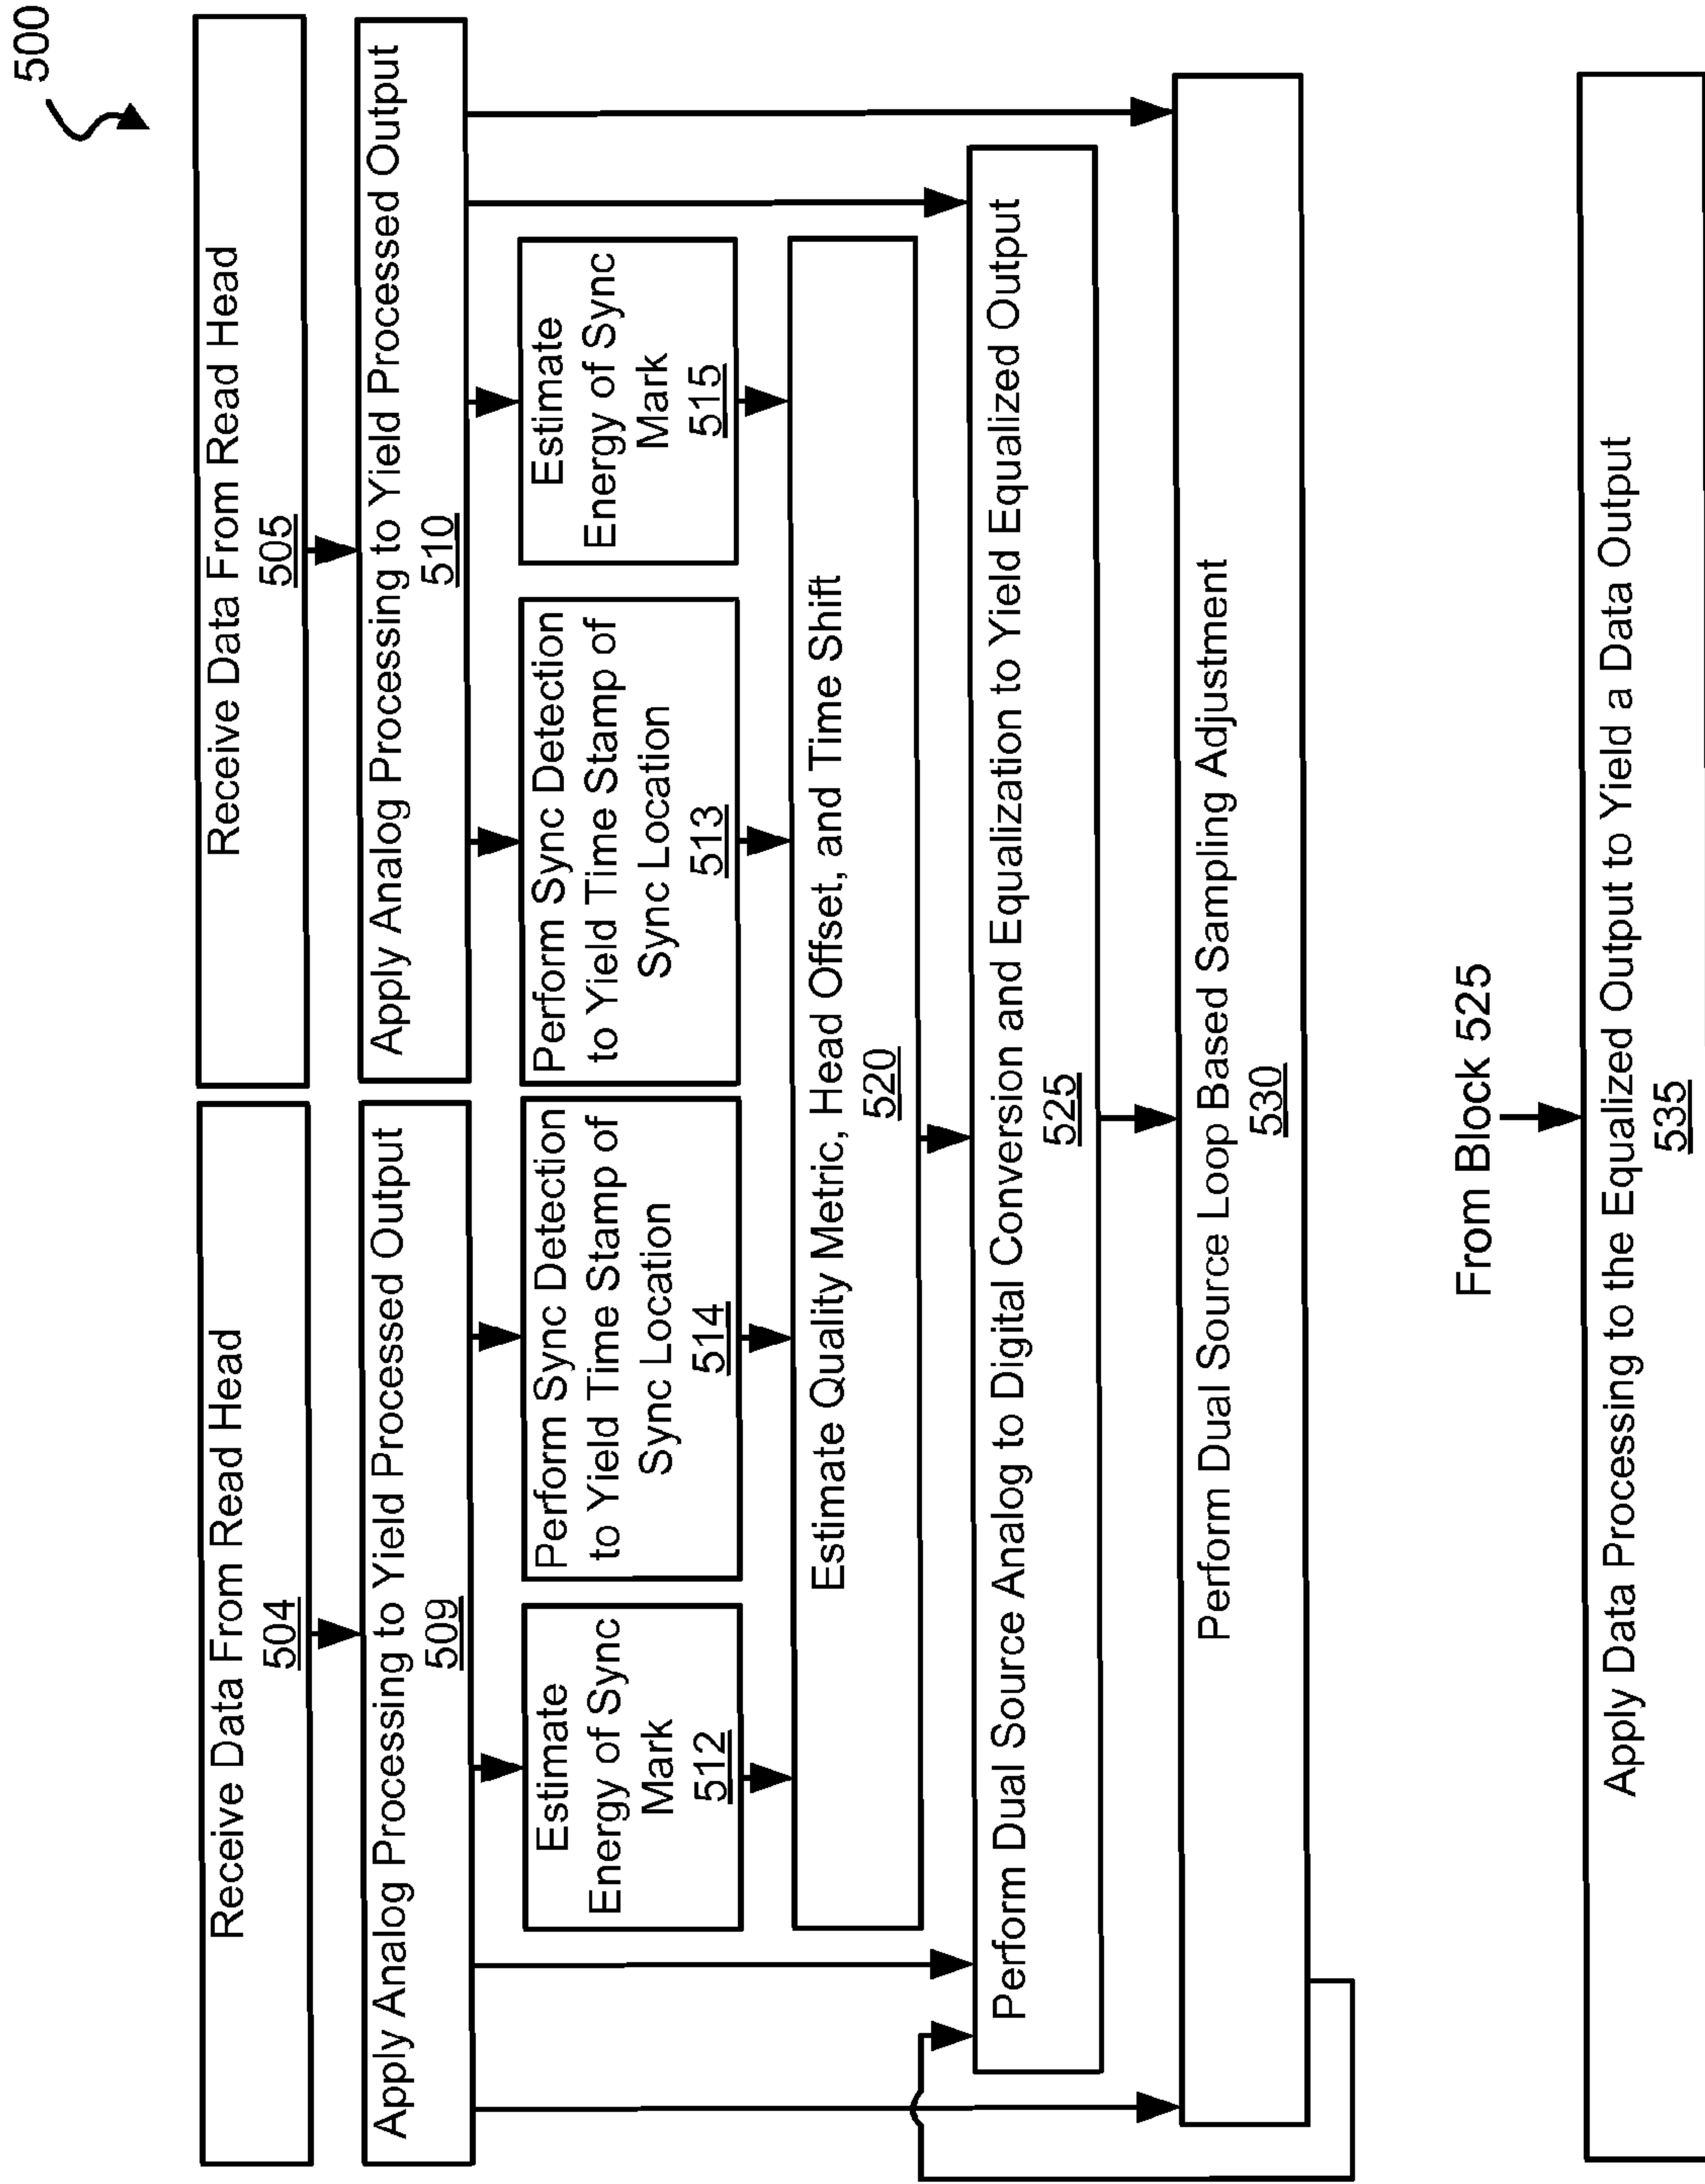 500
Receive Data From Read Head
504
Receive Data From Read Head
505
Apply Analog Processing to Yield Processed Output
509
Apply Analog Processing to Yield Processed Output
510
Estimate
Energy of Sync
Mark
512
Perform Sync Detection
to Yield Time Stamp of
Sync Location
514
Perform Sync Detection
to Yield Time Stamp of
Sync Location
513
Estimate
Energy of Sync
Mark
515
Estimate Quality Metric, Head Offset, and Time Shift
520
Perform Dual Source Analog to Digital Conversion and Equalization to Yield Equalized Output
525
Perform Dual Source Loop Based Sampling Adjustment
530
From Block 525
Apply Data Processing to the Equalized Output to Yield a Data Output
535